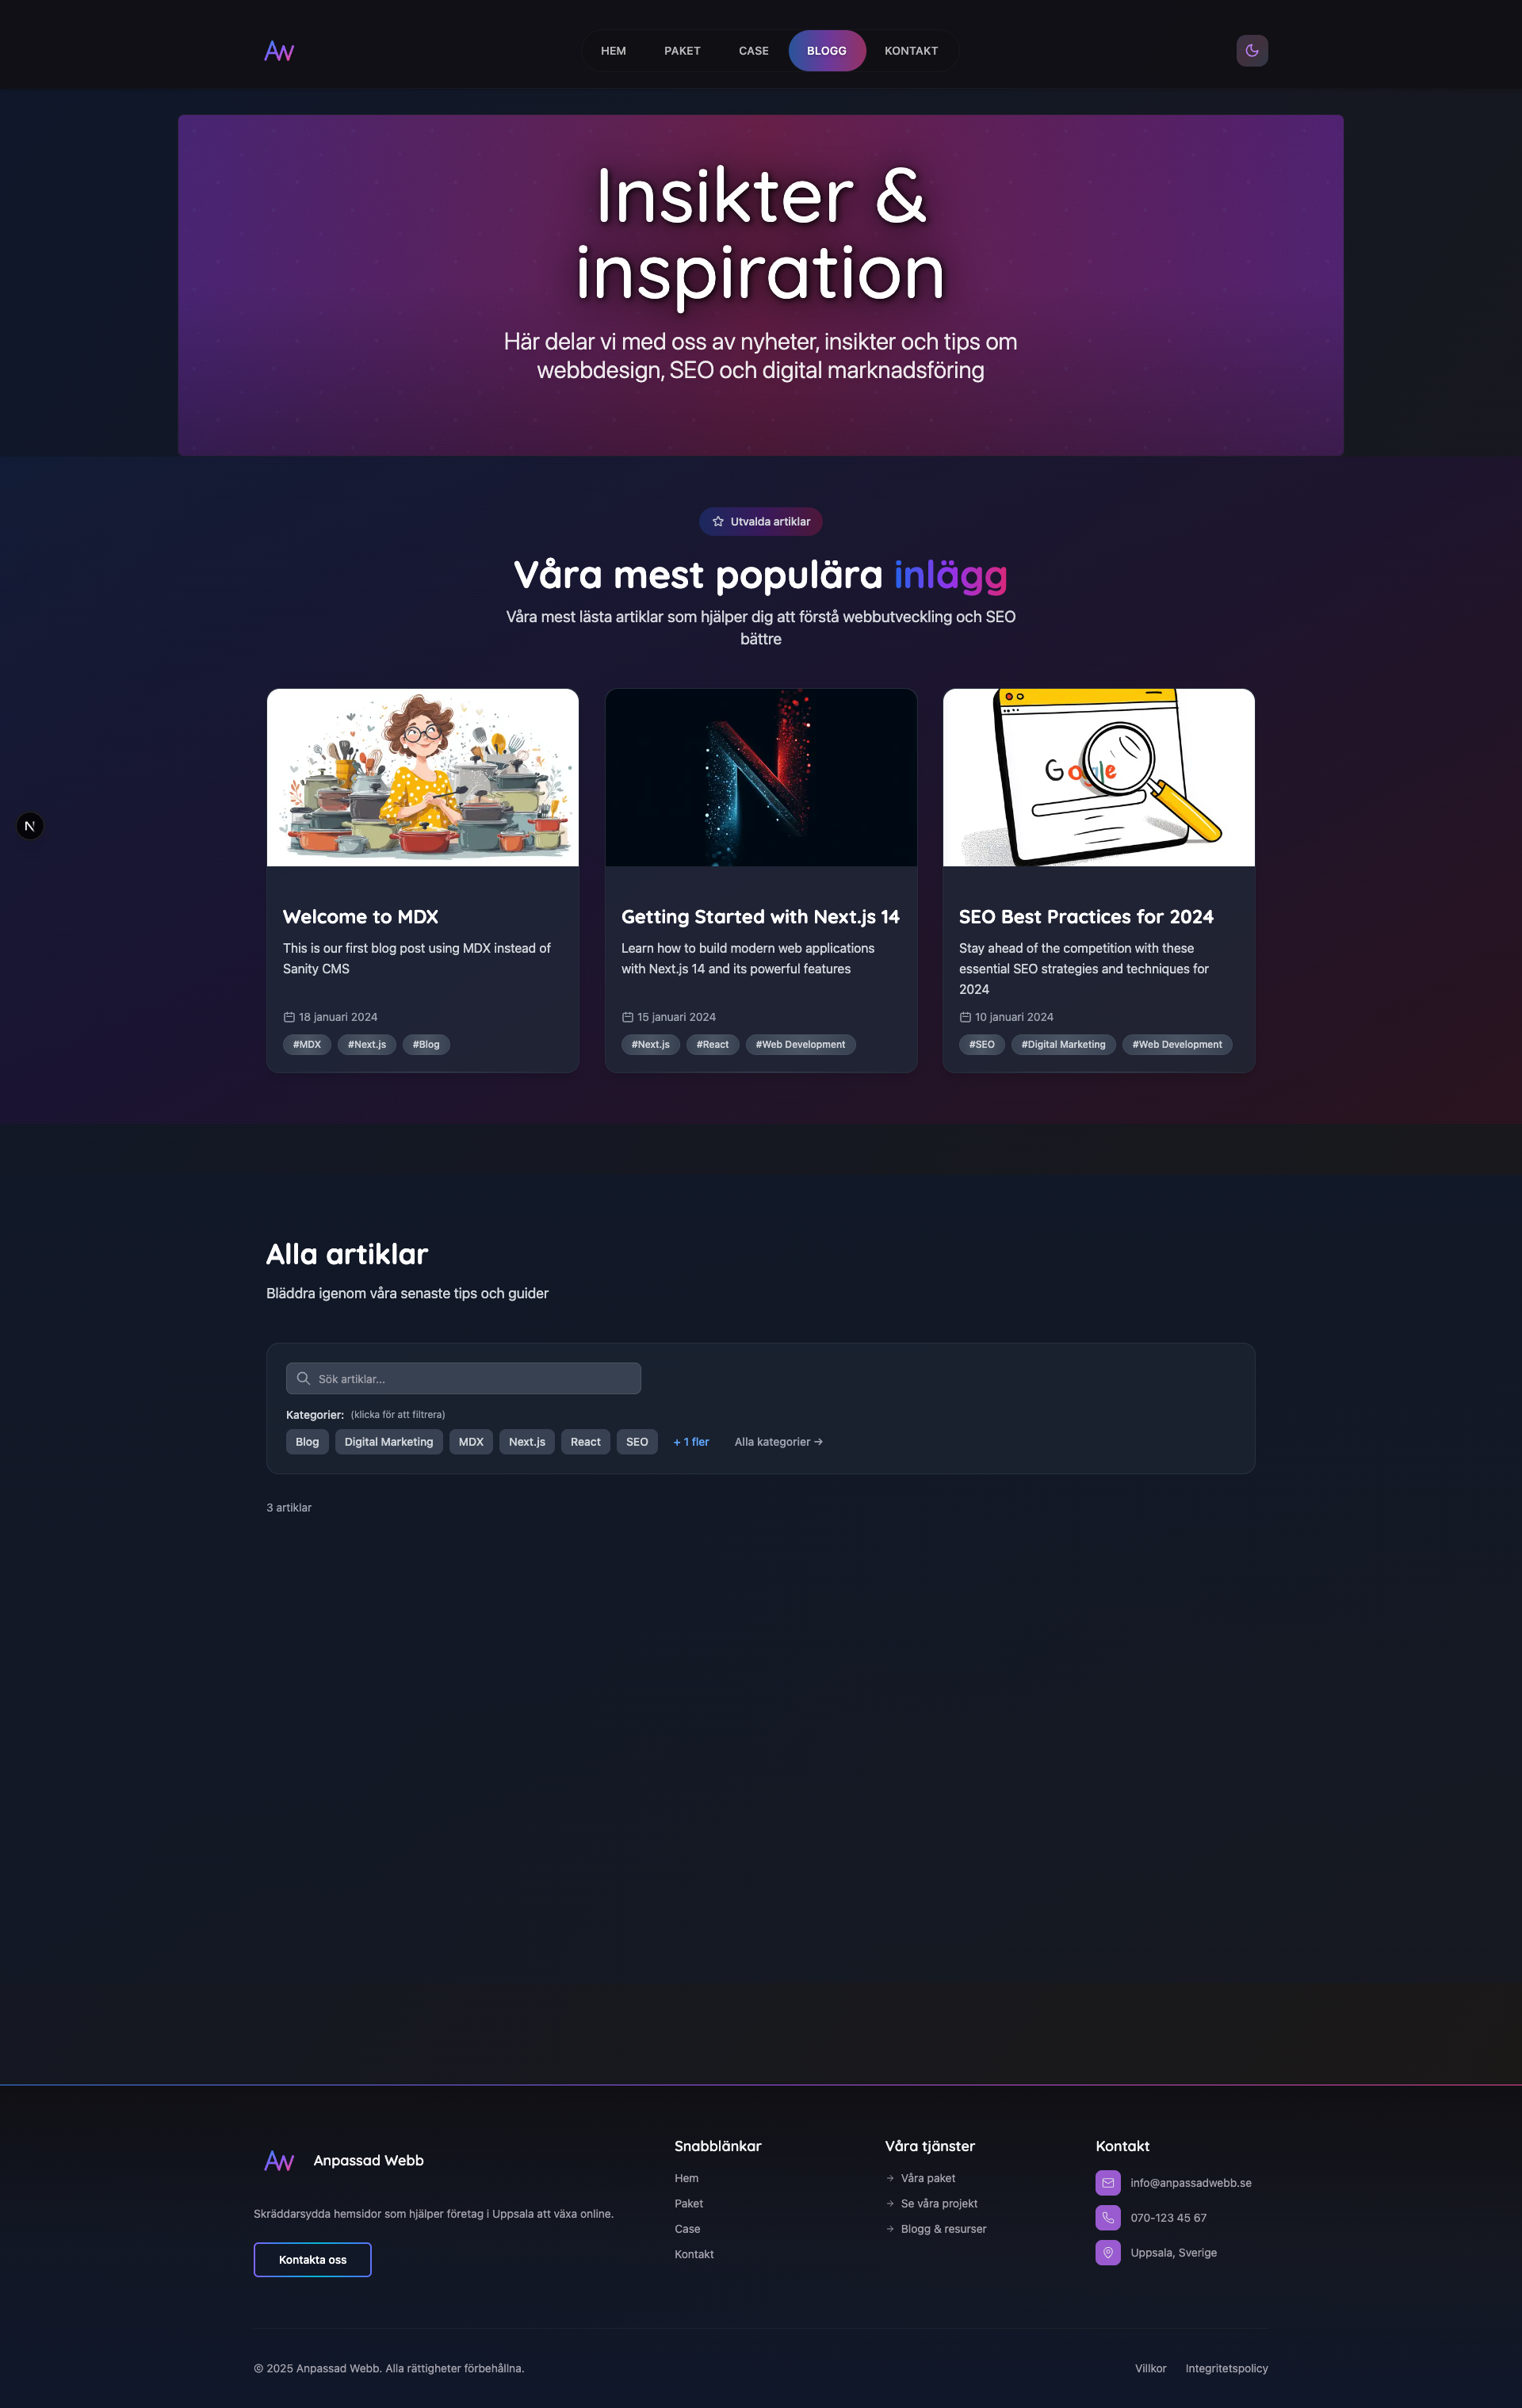 AW
HEM PAKET CASE BLOGG KONTAKT
Insikter &
inspiration
Här delar vi med oss av nyheter, insikter och tips om
webbdesign, SEO och digital marknadsföring
Utvalda artiklar
Våra mest populära inlägg
Våra mest lästa artiklar som hjälper dig att förstå webbutveckling och SEO
bättre
N
N
Google
Welcome to MDX
This is our first blog post using MDX instead of
Sanity CMS
18 januari 2024
#MDX #Next.js #Blog
Getting Started with Next.js 14
Learn how to build modern web applications
with Next.js 14 and its powerful features
15 januari 2024
#Next.js #React #Web Development
SEO Best Practices for 2024
Stay ahead of the competition with these
essential SEO strategies and techniques for
2024
10 januari 2024
#SEO #Digital Marketing #Web Development
Alla artiklar
Bläddra igenom våra senaste tips och guider
Sök artiklar...
Kategorier: (klicka för att filtrera)
Blog Digital Marketing MDX Next.js React SEO + 1 fler Alla kategorier →
3 artiklar
AW Anpassad Webb
Skräddarsydda hemsidor som hjälper företag i Uppsala att växa online.
Kontakta oss
Snabblänkar
Hem
Paket
Case
Kontakt
Våra tjänster
→ Våra paket
→ Se våra projekt
→ Blogg & resurser
Kontakt
info@anpassadwebb.se
070-123 45 67
Uppsala, Sverige
© 2025 Anpassad Webb. Alla rättigheter förbehållna.
Villkor Integritetspolicy